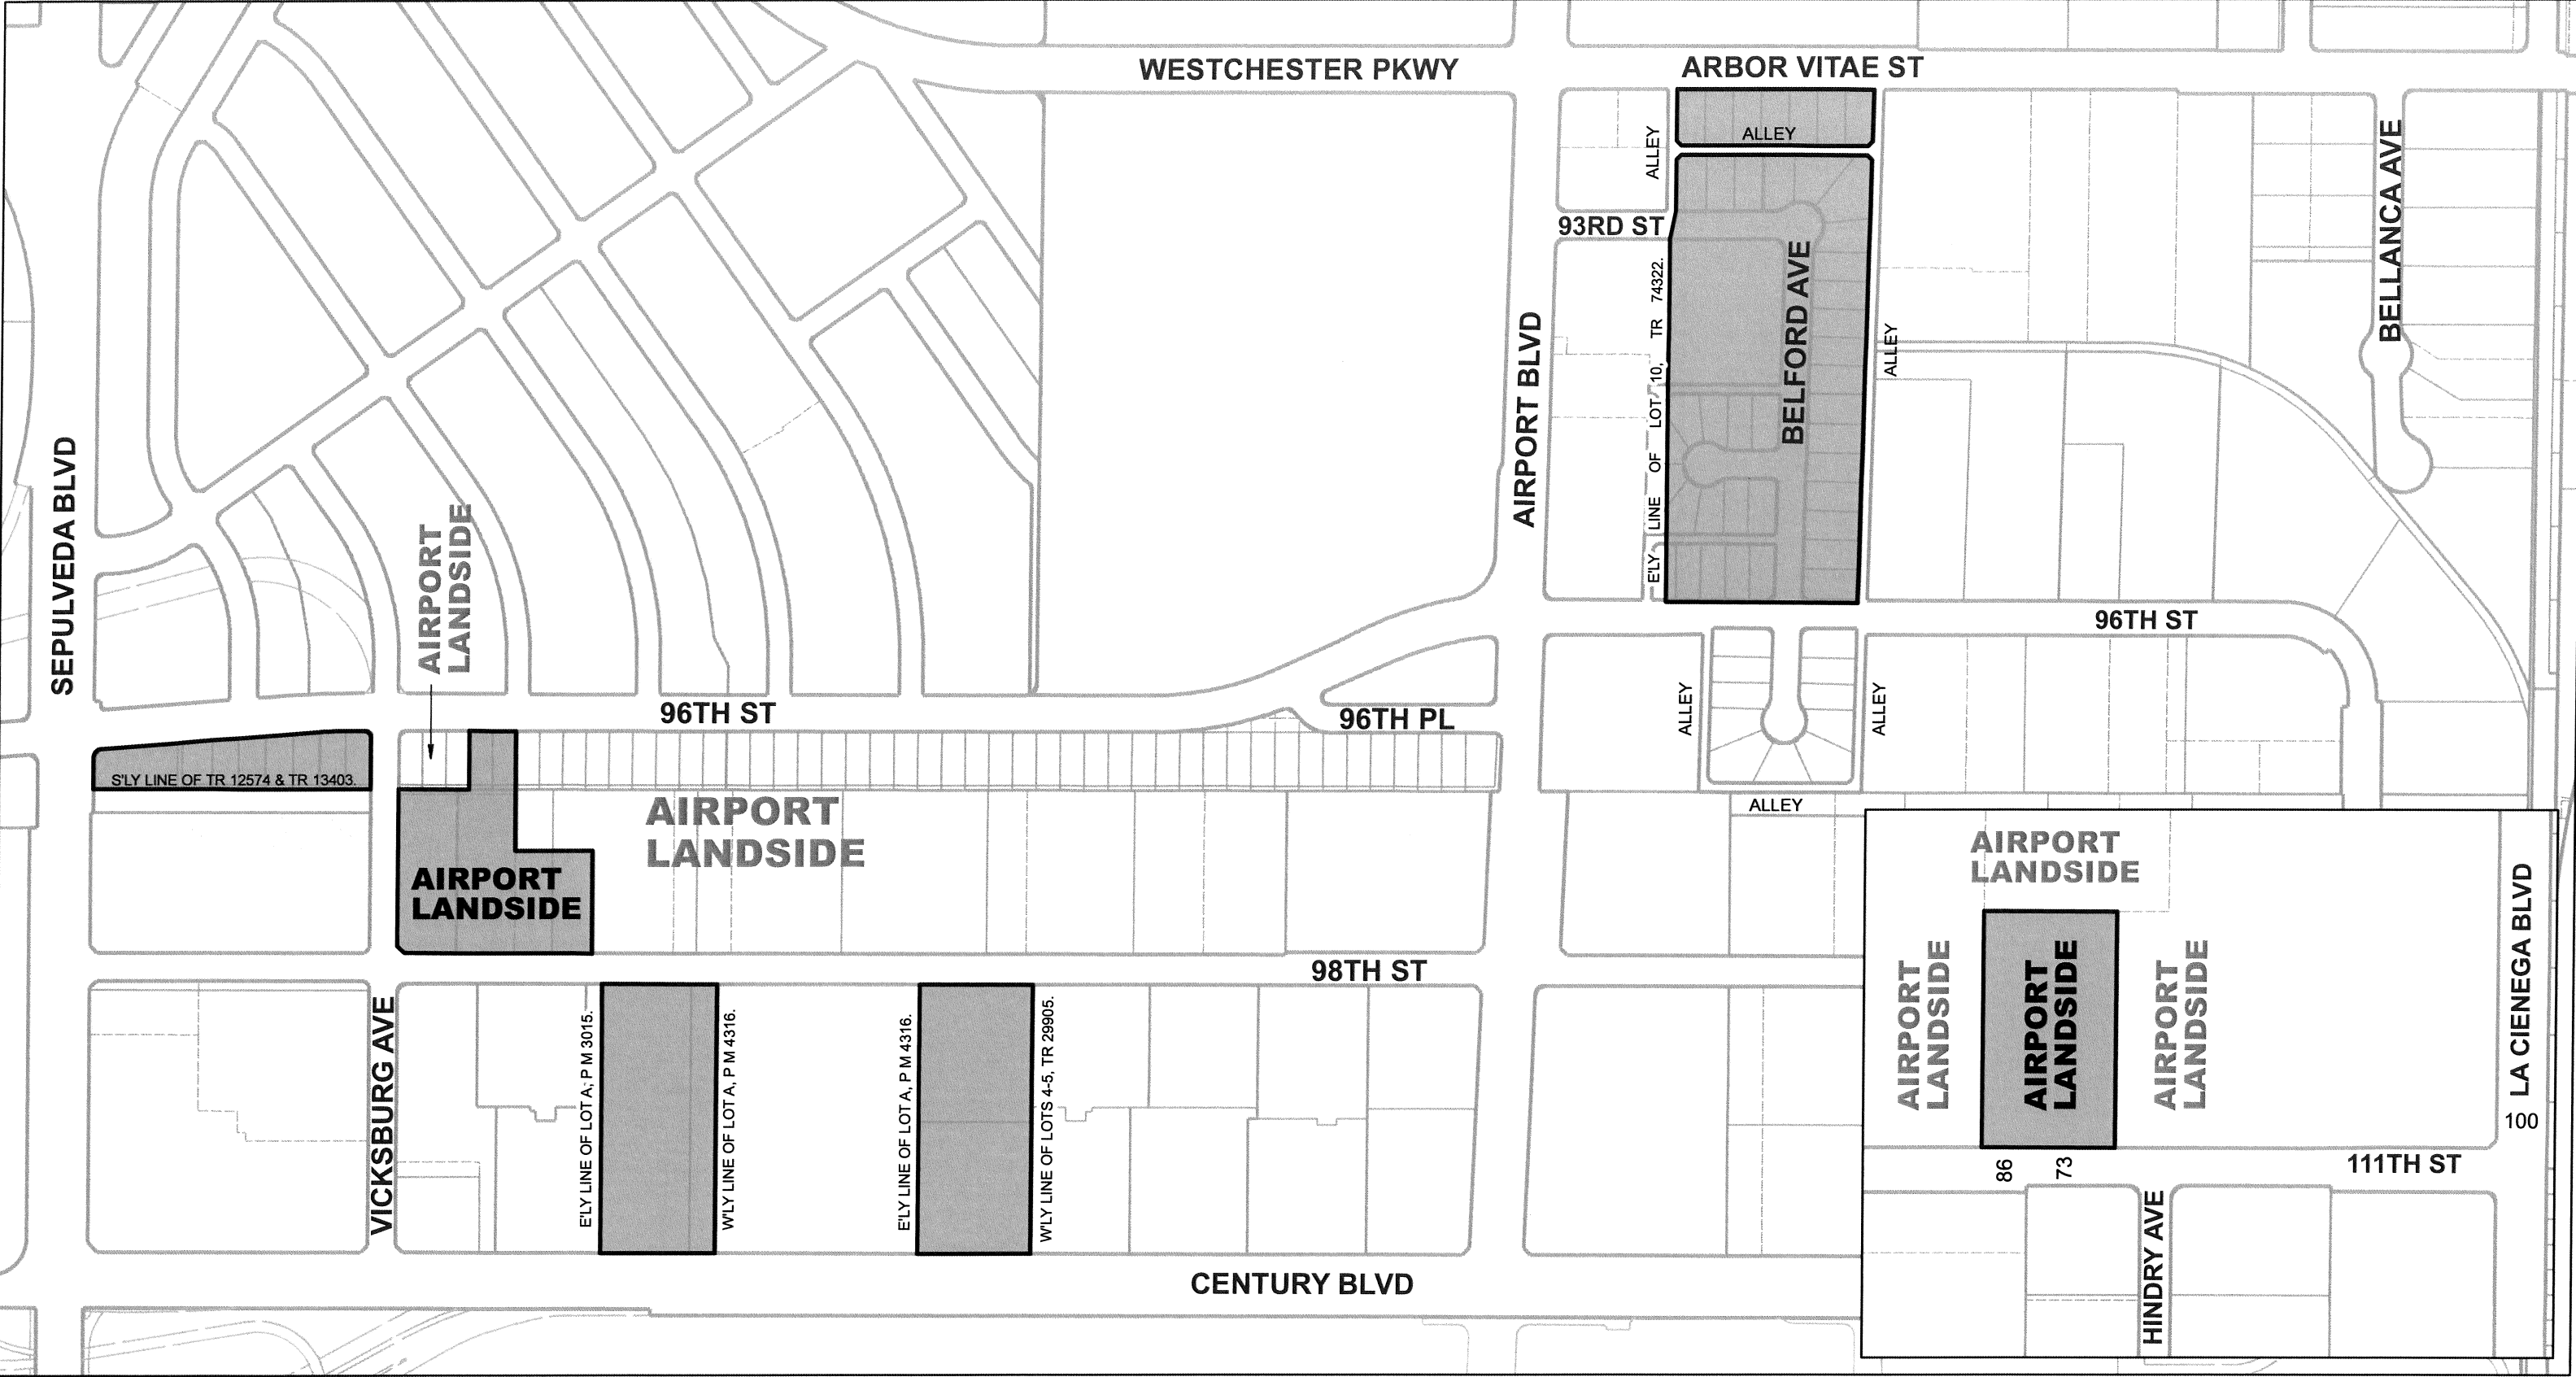 WESTCHESTER PKWY
ARBOR VITAE ST
ALLEY
ALLEY
BELLANCA AVE
93RD ST
E'LY LINE OF LOT 10, TR 74322.
BELFORD AVE
ALLEY
AIRPORT BLVD
SEPULVEDA BLVD
AIRPORT
LANDSIDE
96TH ST
96TH ST
96TH PL
ALLEY
ALLEY
S'LY LINE OF TR 12574 & TR 13403.
AIRPORT
LANDSIDE
ALLEY
AIRPORT
LANDSIDE
98TH ST
VICKSBURG AVE
E'LY LINE OF LOT A; P M 3015.
W'LY LINE OF LOT A, P M 4316.
E'LY LINE OF LOT A, P M 4316.
W'LY LINE OF LOTS 4-5, TR 29905.
CENTURY BLVD
AIRPORT
LANDSIDE
AIRPORT
LANDSIDE
AIRPORT
LANDSIDE
AIRPORT
LANDSIDE
LA CIENEGA BLVD
100
86
73
111TH ST
HINDRY AVE